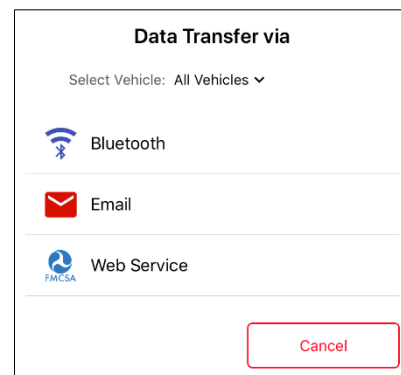 Data Transfer via
Select Vehicle: All Vehicles
Bluetooth
Email
FMCSA
Web Service
Cancel